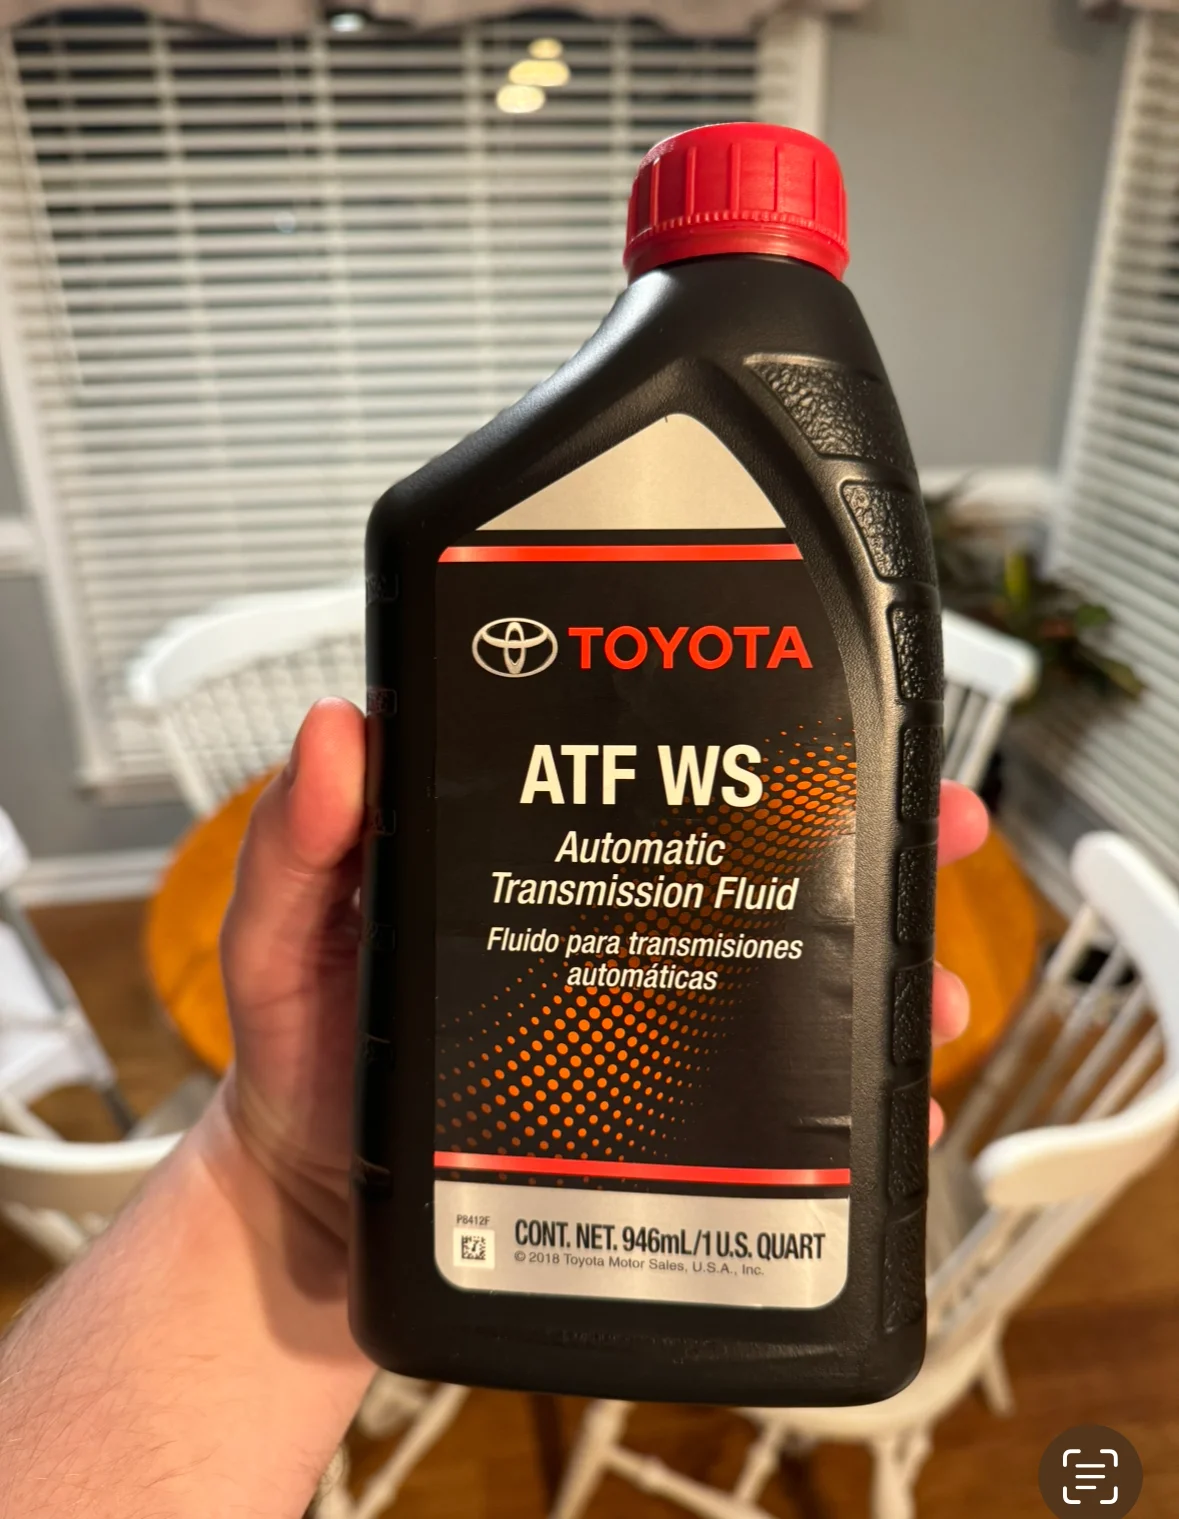 TOYOTA
ATF WS
Automatic
Transmission Fluid
Fluido para transmisiones
automáticas
P8412F
CONT. NET. 946mL/1 U.S. QUART
© 2018 Toyota Motor Sales, U.S.A., Inc.